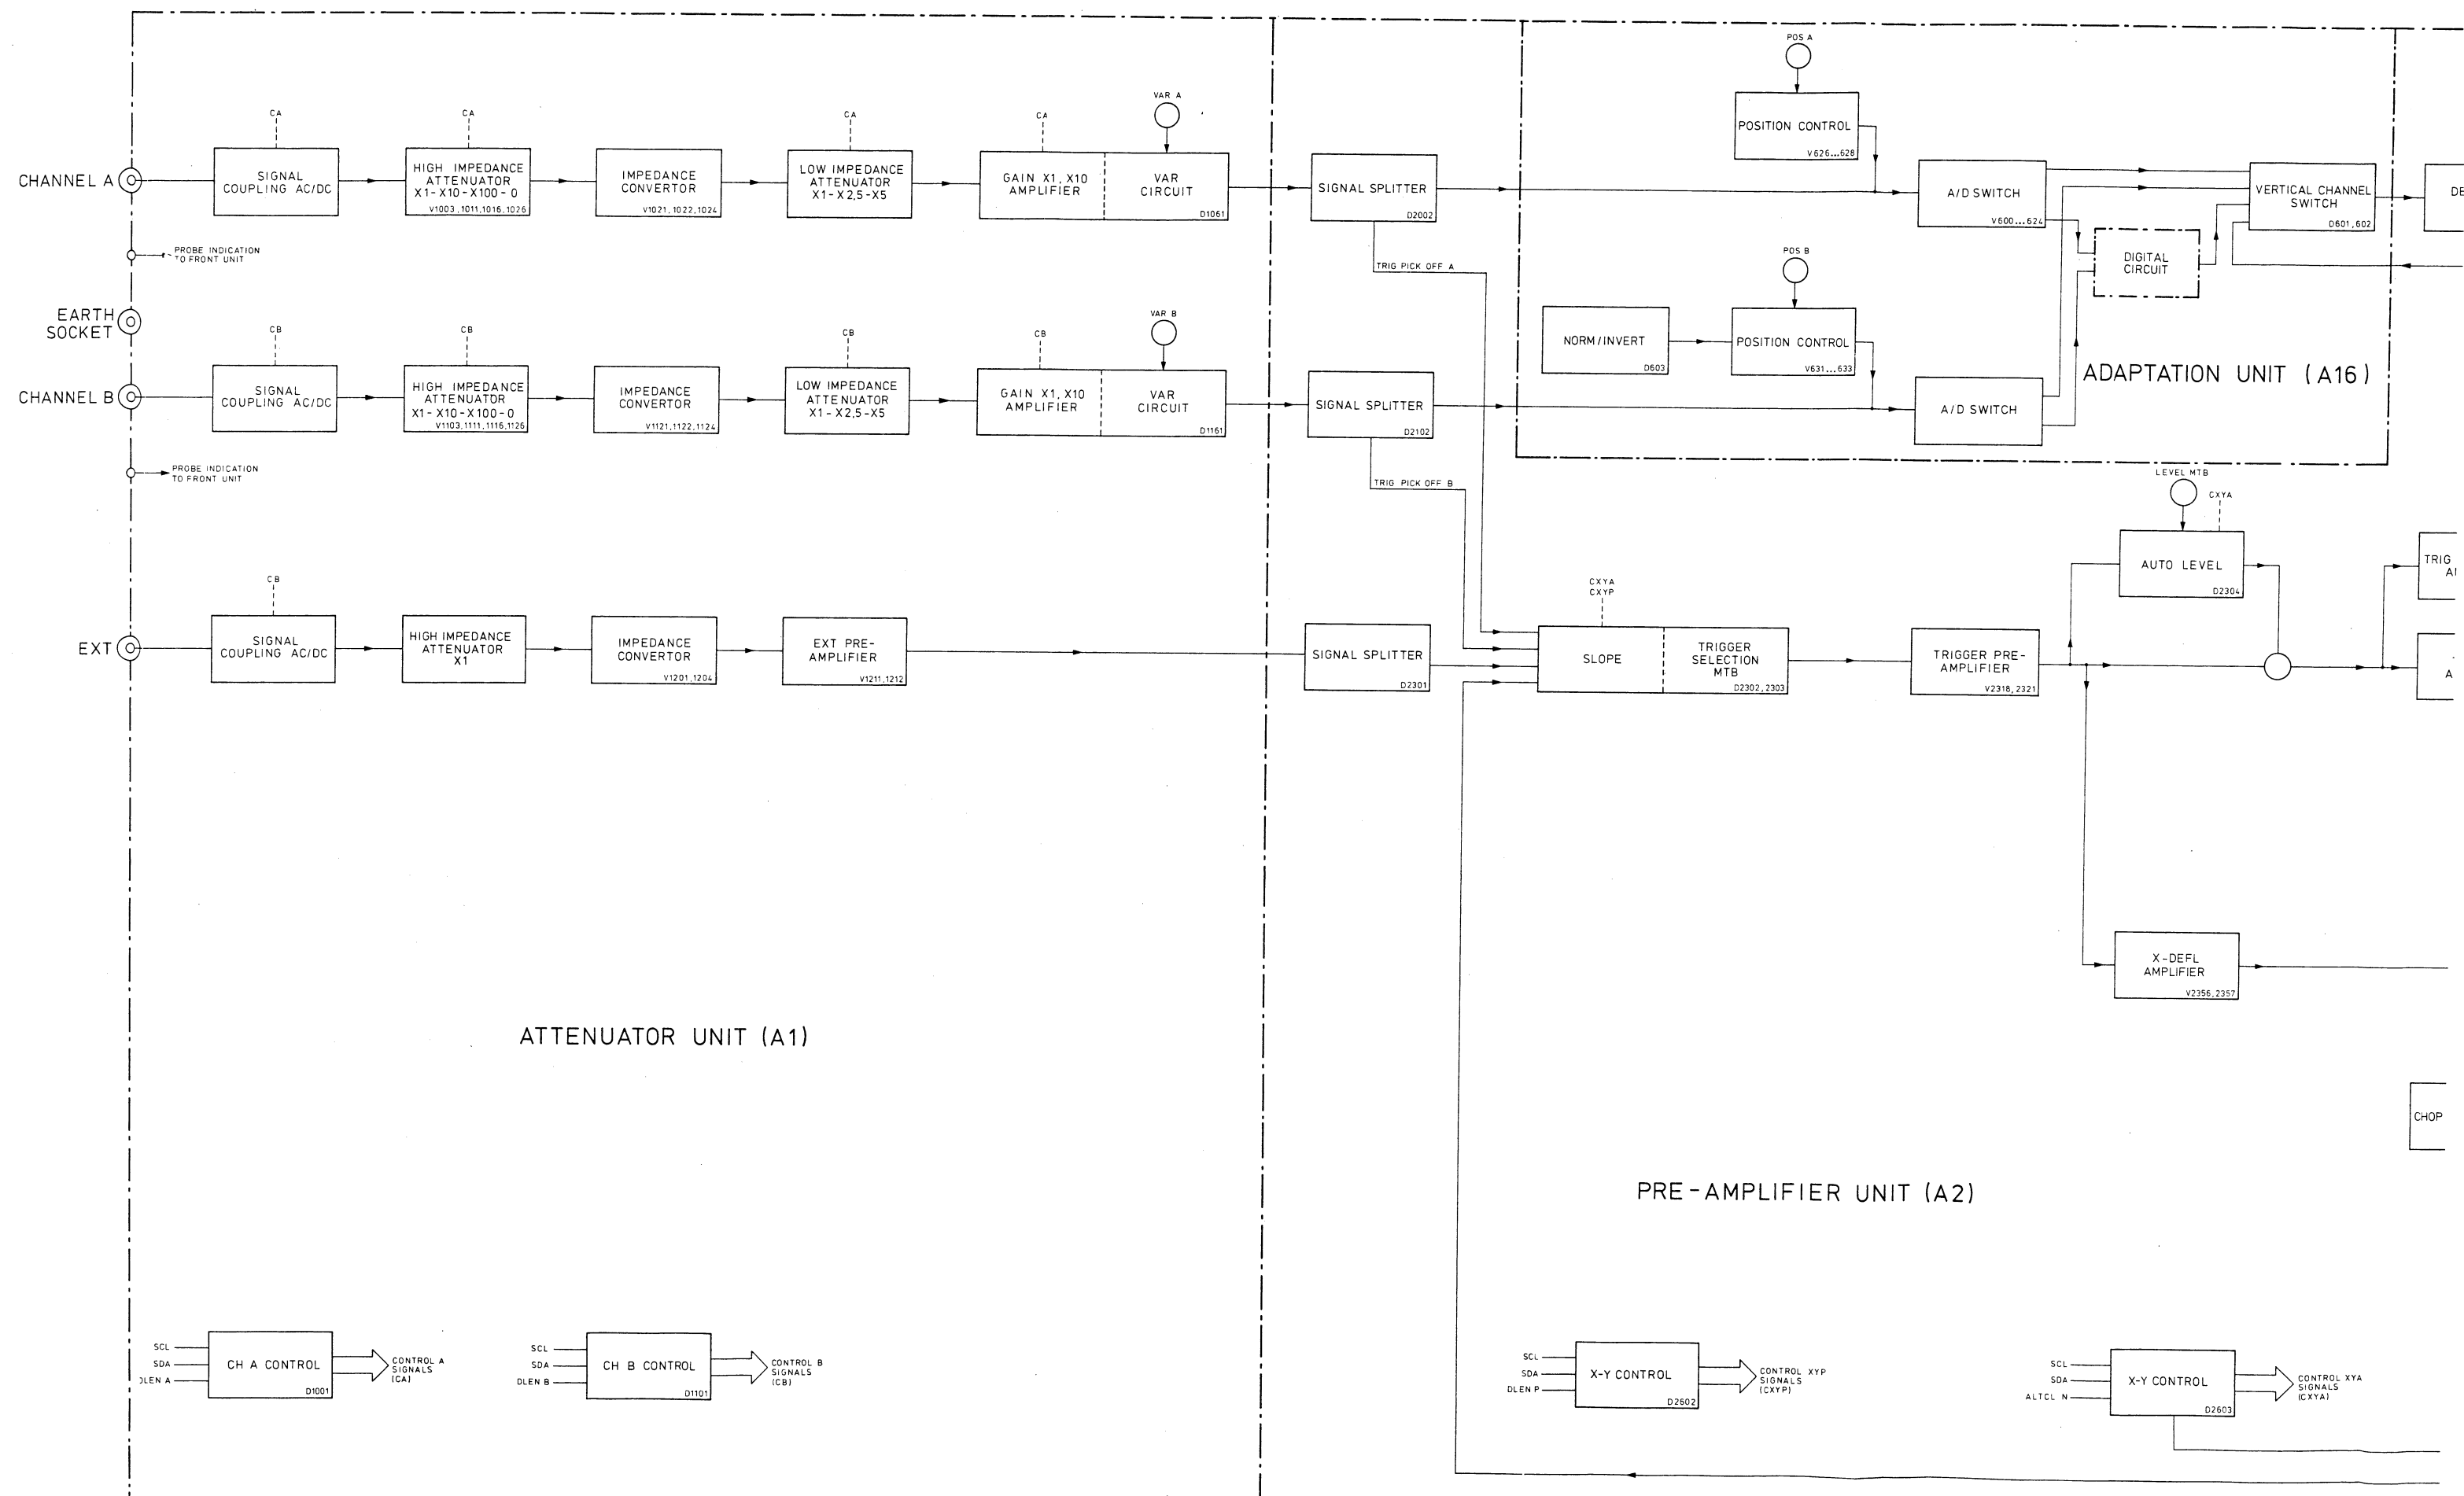 POS A
POSITION CONTROL
V626...628
CA
CA
CA
CA
VAR A
CHANNEL A
SIGNAL
COUPLING AC/DC
HIGH IMPEDANCE
ATTENUATOR
X1-X10-X100-0
V1003,1011,1016,1026
IMPEDANCE
CONVERTOR
V1021,1022,1024
LOW IMPEDANCE
ATTENUATOR
X1-X2,5-X5
GAIN X1, X10
AMPLIFIER
VAR
CIRCUIT
D1061
SIGNAL SPLITTER
D2002
A/D SWITCH
V600...624
VERTICAL CHANNEL
SWITCH
D601,602
DE
PROBE INDICATION
TO FRONT UNIT
TRIG PICK OFF A
POS B
DIGITAL
CIRCUIT
EARTH
SOCKET
CB
CB
CB
CB
VAR B
NORM/INVERT
D603
POSITION CONTROL
V631...633
ADAPTATION UNIT (A16)
CHANNEL B
SIGNAL
COUPLING AC/DC
HIGH IMPEDANCE
ATTENUATOR
X1-X10-X100-0
V1103,1111,1116,1126
IMPEDANCE
CONVERTOR
V1121,1122,1124
LOW IMPEDANCE
ATTENUATOR
X1-X2,5-X5
GAIN X1, X10
AMPLIFIER
VAR
CIRCUIT
D1161
SIGNAL SPLITTER
D2102
A/D SWITCH
PROBE INDICATION
TO FRONT UNIT
TRIG PICK OFF B
LEVEL MTB
CXYA
AUTO LEVEL
D2304
TRIG
CB
CXYA
CXYP
EXT
SIGNAL
COUPLING AC/DC
HIGH IMPEDANCE
ATTENUATOR
X1
IMPEDANCE
CONVERTOR
V1201,1204
EXT PRE-
AMPLIFIER
V1211,1212
SIGNAL SPLITTER
D2301
SLOPE
TRIGGER
SELECTION
MTB
D2302,2303
TRIGGER PRE-
AMPLIFIER
V2318,2321
A
X-DEFL
AMPLIFIER
V2356,2357
ATTENUATOR UNIT (A1)
CHOP
PRE-AMPLIFIER UNIT (A2)
SCL
SDA
DLEN A
CH A CONTROL
D1001
CONTROL A
SIGNALS
(CA)
SCL
SDA
DLEN B
CH B CONTROL
D1101
CONTROL B
SIGNALS
(CB)
SCL
SDA
DLEN P
X-Y CONTROL
D2602
CONTROL XYP
SIGNALS
(CXYP)
SCL
SDA
ALTCL N
X-Y CONTROL
D2603
CONTROL XYA
SIGNALS
(CXYA)